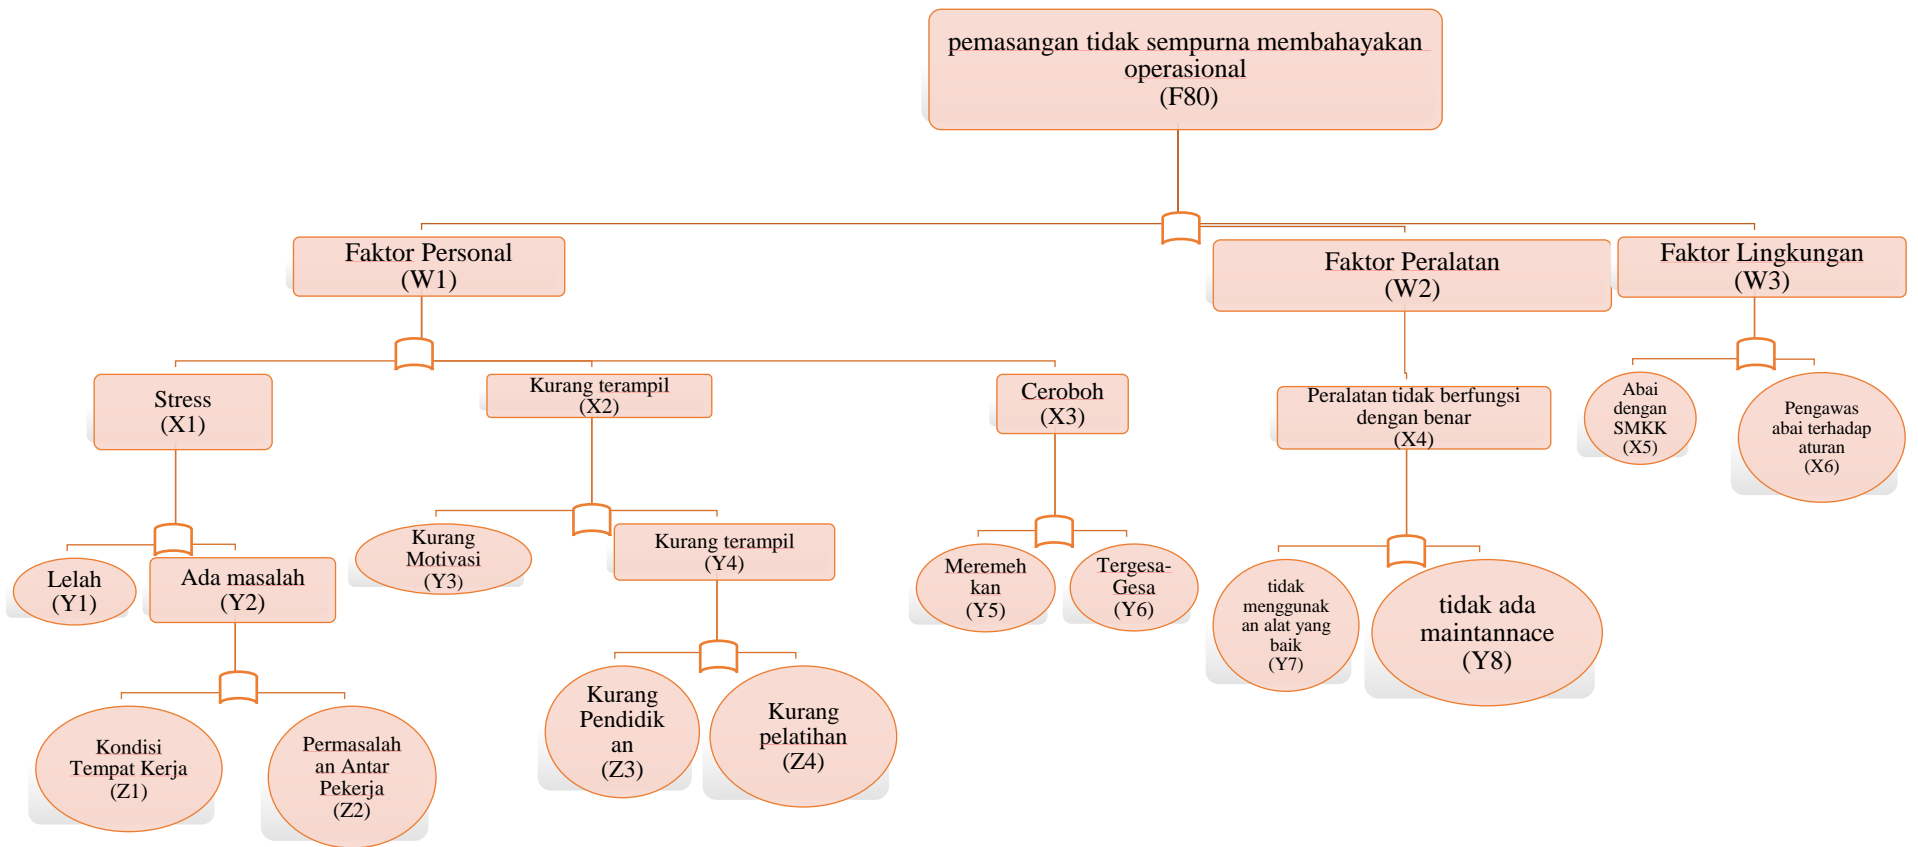 pemasangan tidak sempurna membahayakan
operasional
(F80)
Faktor Personal
(W1)
Faktor Peralatan
(W2)
Faktor Lingkungan
(W3)
Stress
(X1)
Kurang terampil
(X2)
Ceroboh
(X3)
Peralatan tidak berfungsi
dengan benar
(X4)
Abai
dengan
SMKK
(X5)
Pengawas
abai terhadap
aturan
(X6)
Lelah
(Y1)
Ada masalah
(Y2)
Kurang
Motivasi
(Y3)
Kurang terampil
(Y4)
Meremeh
kan
(Y5)
Tergesa-
Gesa
(Y6)
tidak
menggunak
an alat yang
baik
(Y7)
tidak ada
maintannace
(Y8)
Kondisi
Tempat Kerja
(Z1)
Permasalah
an Antar
Pekerja
(Z2)
Kurang
Pendidik
an
(Z3)
Kurang
pelatihan
(Z4)